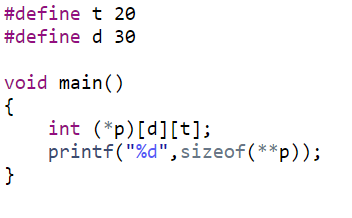 #define t 20
#define d 30
void main()
{
int (*p)[d][t];
printf("%d",sizeof(**p));
}